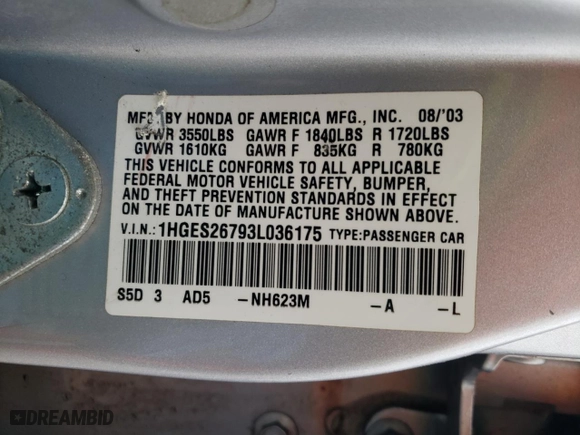 MFD BY HONDA OF AMERICA MFG., INC. 08/'03
GVWR 3550LBS GAWR F 1840LBS R 1720LBS
GVWR 1610KG GAWR F 835KG R 780KG
THIS VEHICLE CONFORMS TO ALL APPLICABLE
FEDERAL MOTOR VEHICLE SAFETY, BUMPER,
AND THEFT PREVENTION STANDARDS IN EFFECT
ON THE DATE OF MANUFACTURE SHOWN ABOVE.
V.I.N.: 1HGES26793L036175 TYPE:PASSENGER CAR
S5D 3 AD5 -NH623M -A -L
DREAMBID